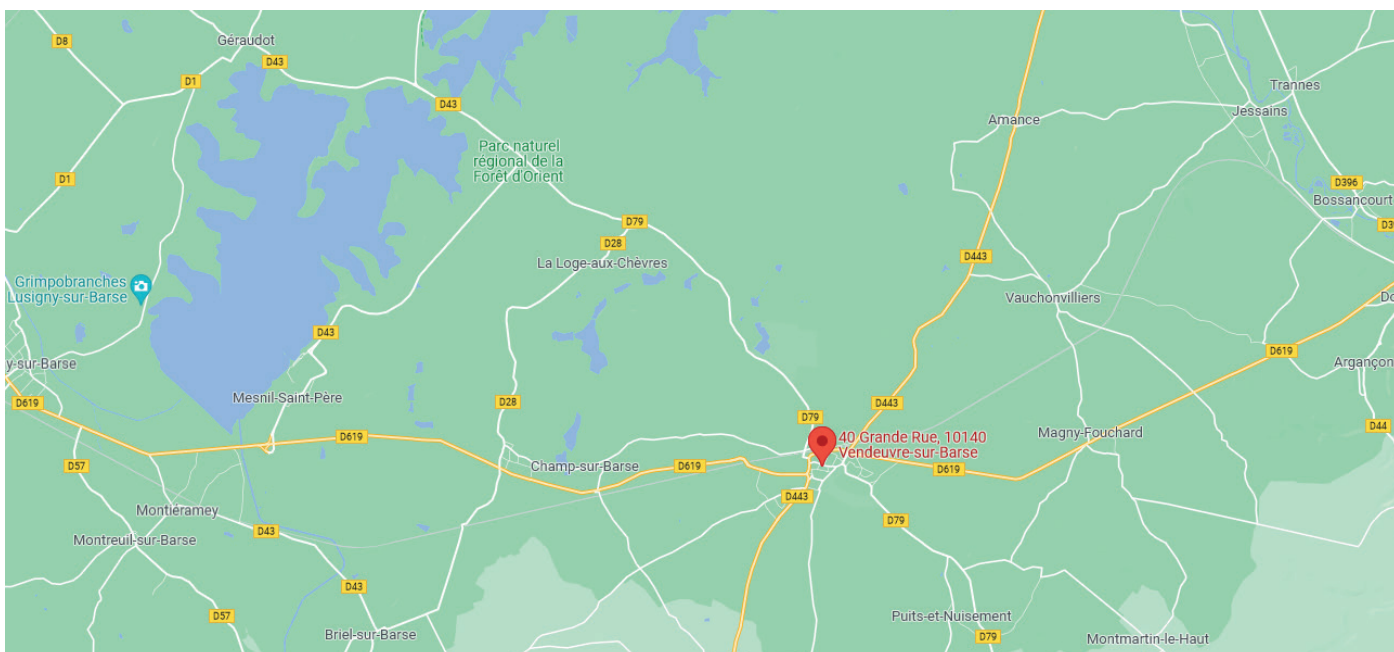 D8
Géraudot
D43
D1
D43
Trannes
Jessains
Amance
Parc naturel
régional de la
Forêt d'Orient
D1
D396
Bossancourt
D79
D28
D443
La Loge-aux-Chèvres
Grimpobranches
Lusigny-sur-Barse
Vauchonvilliers
D43
D619
y-sur-Barse
Argançon
Mesnil-Saint-Père
D619
D28
D443
D79
D44
D619
40 Grande Rue, 10140
Vendeuvre-sur-Barse
Magny-Fouchard
D57
Champ-sur-Barse
D619
D619
D443
Montiéramey
D43
D79
Montreuil-sur-Barse
D43
D57
Puits-et-Nuisement
Briel-sur-Barse
D79
Montmartin-le-Haut